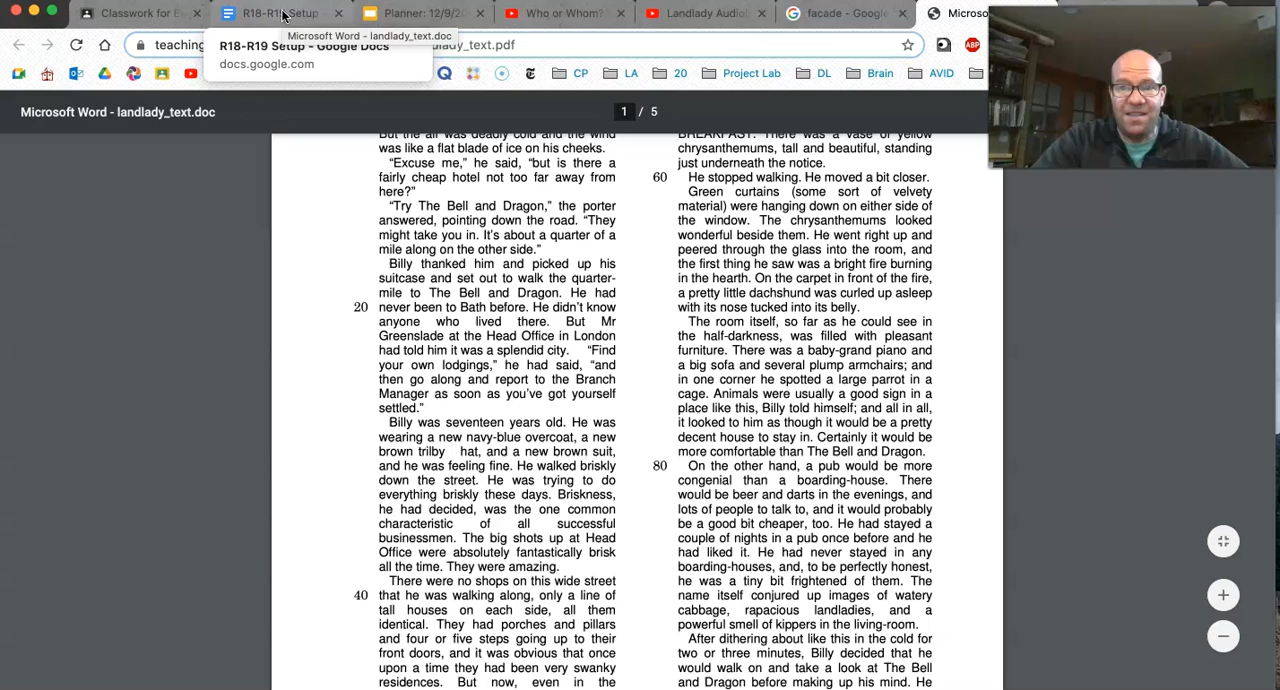 Classwork for E
R18-R19 Setup -
Planner: 12/9/20
Who or Whom?
Landlady Audio
facade - Google
Microso
teaching
lady_text.pdf
ABP
Microsoft Word - landlady_text.doc
R18-R19 Setup - Google Docs
docs.google.com
CP
LA
20
Project Lab
DL
Brain
AVID
Microsoft Word - landlady_text.doc
1 / 5
But the air was deadly cold and the wind
was like a flat blade of ice on his cheeks.
“Excuse me,” he said, “but is there a
fairly cheap hotel not too far away from
here?”
“Try The Bell and Dragon,” the porter
answered, pointing down the road. “They
might take you in. It’s about a quarter of a
mile along on the other side.”
Billy thanked him and picked up his
suitcase and set out to walk the quarter-
mile to The Bell and Dragon. He had
20 never been to Bath before. He didn’t know
anyone who lived there. But Mr
Greenslade at the Head Office in London
had told him it was a splendid city. “Find
your own lodgings,” he had said, “and
then go along and report to the Branch
Manager as soon as you’ve got yourself
settled.”
Billy was seventeen years old. He was
wearing a new navy-blue overcoat, a new
brown trilby hat, and a new brown suit,
and he was feeling fine. He walked briskly
down the street. He was trying to do
everything briskly these days. Briskness,
he had decided, was the one common
characteristic of all successful
businessmen. The big shots up at Head
Office were absolutely fantastically brisk
all the time. They were amazing.
There were no shops on this wide street
40 that he was walking along, only a line of
tall houses on each side, all them
identical. They had porches and pillars
and four or five steps going up to their
front doors, and it was obvious that once
upon a time they had been very swanky
residences. But now, even in the
BREAKFAST. There was a vase of yellow
chrysanthemums, tall and beautiful, standing
just underneath the notice.
60 He stopped walking. He moved a bit closer.
Green curtains (some sort of velvety
material) were hanging down on either side of
the window. The chrysanthemums looked
wonderful beside them. He went right up and
peered through the glass into the room, and
the first thing he saw was a bright fire burning
in the hearth. On the carpet in front of the fire,
a pretty little dachshund was curled up asleep
with its nose tucked into its belly.
The room itself, so far as he could see in
the half-darkness, was filled with pleasant
furniture. There was a baby-grand piano and
a big sofa and several plump armchairs; and
in one corner he spotted a large parrot in a
cage. Animals were usually a good sign in a
place like this, Billy told himself; and all in all,
it looked to him as though it would be a pretty
decent house to stay in. Certainly it would be
more comfortable than The Bell and Dragon.
80 On the other hand, a pub would be more
congenial than a boarding-house. There
would be beer and darts in the evenings, and
lots of people to talk to, and it would probably
be a good bit cheaper, too. He had stayed a
couple of nights in a pub once before and he
had liked it. He had never stayed in any
boarding-houses, and, to be perfectly honest,
he was a tiny bit frightened of them. The
name itself conjured up images of watery
cabbage, rapacious landladies, and a
powerful smell of kippers in the living-room.
After dithering about like this in the cold for
two or three minutes, Billy decided that he
would walk on and take a look at The Bell
and Dragon before making up his mind. He